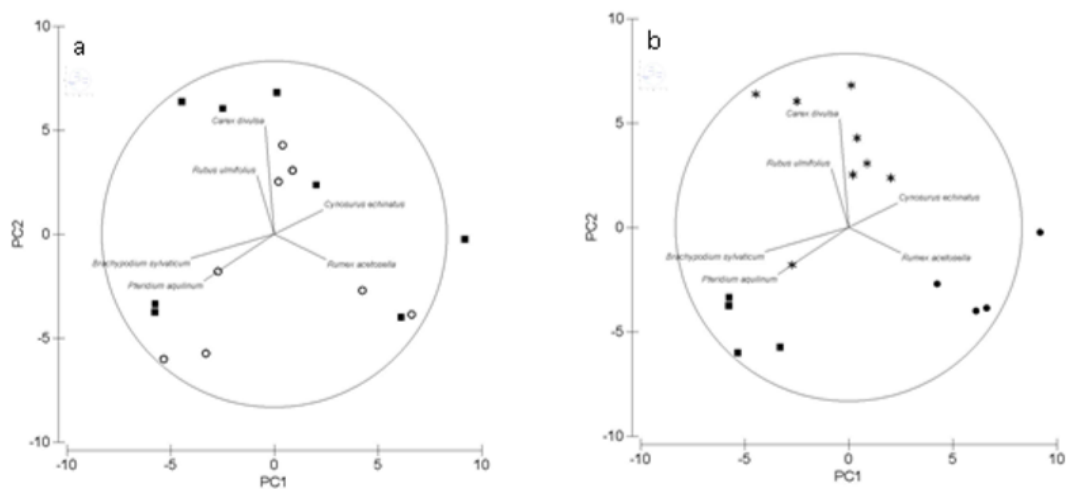 a
10
5
0
-5
-10
PC2
-10
-5
0
5
10
PC1
Carex divulsa
Rubus ulmifolius
Cynosurus echinatus
Brachypodium sylvaticum
Pteridium aquilinum
Rumex acetosella
b
10
5
0
-5
-10
PC2
-10
-5
0
5
10
PC1
Carex divulsa
Rubus ulmifolius
Cynosurus echinatus
Brachypodium sylvaticum
Pteridium aquilinum
Rumex acetosella